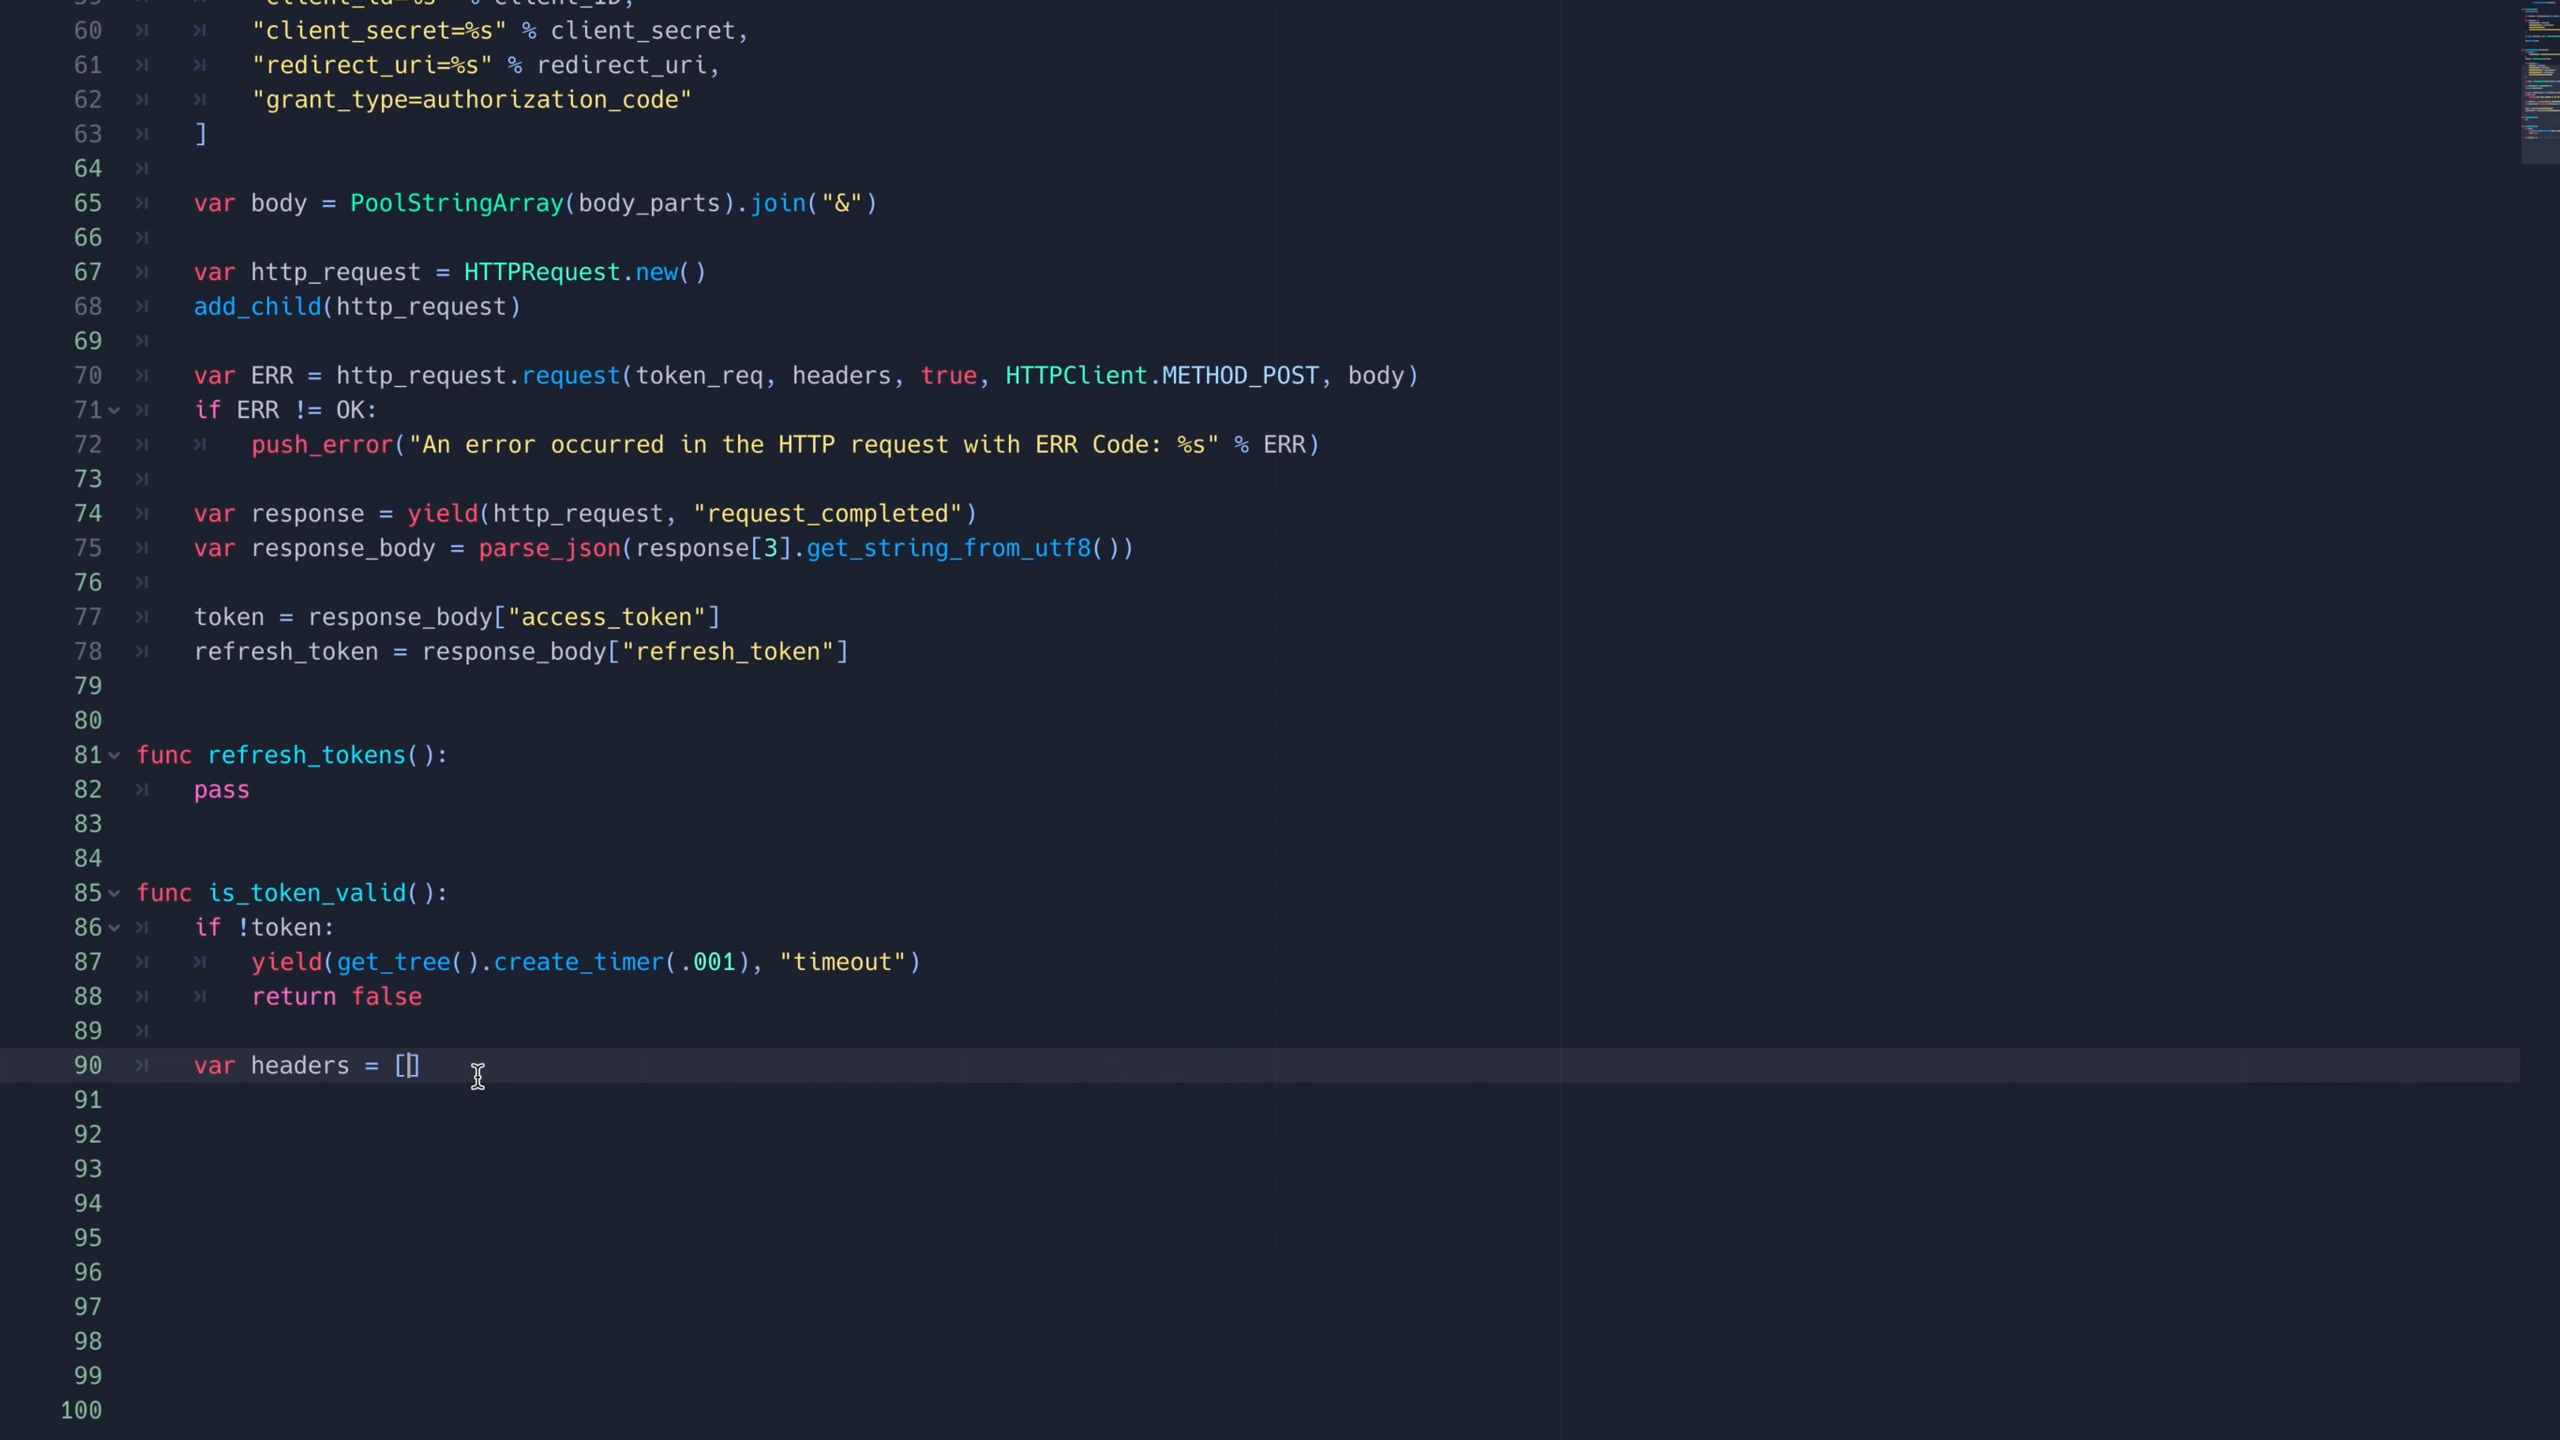 60 "client_secret=%s" % client_secret,
61 "redirect_uri=%s" % redirect_uri,
62 "grant_type=authorization_code"
63 ]
64
65 var body = PoolStringArray(body_parts).join("&")
66
67 var http_request = HTTPRequest.new()
68 add_child(http_request)
69
70 var ERR = http_request.request(token_req, headers, true, HTTPClient.METHOD_POST, body)
71 if ERR != OK:
72 push_error("An error occurred in the HTTP request with ERR Code: %s" % ERR)
73
74 var response = yield(http_request, "request_completed")
75 var response_body = parse_json(response[3].get_string_from_utf8())
76
77 token = response_body["access_token"]
78 refresh_token = response_body["refresh_token"]
79
80
81 func refresh_tokens():
82 pass
83
84
85 func is_token_valid():
86 if !token:
87 yield(get_tree().create_timer(.001), "timeout")
88 return false
89
90 var headers = []
91
92
93
94
95
96
97
98
99
100